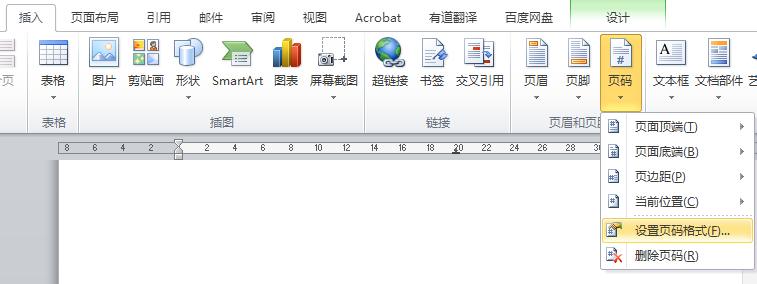 插入 页面布局 引用 邮件 审阅 视图 Acrobat 有道翻译 百度网盘 设计
页 表格 图片 剪贴画 形状 SmartArt 图表 屏幕截图 超链接 书签 交叉引用 页眉 页脚 页码 文本框 文档部件
表格 插图 链接 页眉和页
8 6 4 2 2 4 6 8 10 12 14 16 18 20 22 24 26 28 30
页面顶端(T)
页面底端(B)
页边距(P)
当前位置(C)
设置页码格式(F)...
删除页码(R)